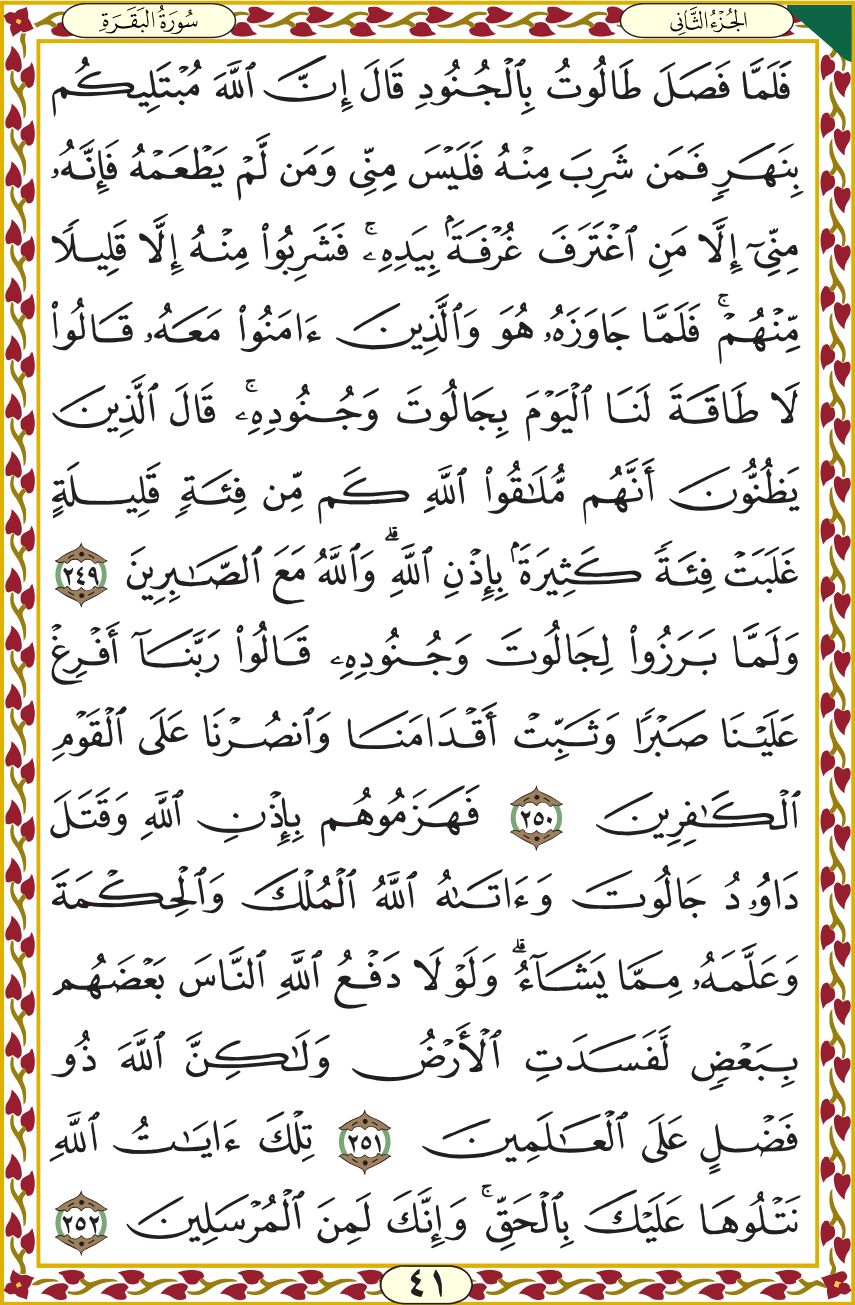 الجُزْءُ الثَّانِي
سُورَةُ البَقَرَةِ
فَلَمَّا فَصَلَ طَالُوتُ بِٱلْجُنُودِ قَالَ إِنَّ ٱللَّهَ مُبْتَلِيكُم
بِنَهَرٍ فَمَن شَرِبَ مِنْهُ فَلَيْسَ مِنِّي وَمَن لَّمْ يَطْعَمْهُ فَإِنَّهُۥ
مِنِّيٓ إِلَّا مَنِ ٱغْتَرَفَ غُرْفَةَۢ بِيَدِهِۦۚ فَشَرِبُوا۟ مِنْهُ إِلَّا قَلِيلًا
مِّنْهُمْۚ فَلَمَّا جَاوَزَهُۥ هُوَ وَٱلَّذِينَ ءَامَنُوا۟ مَعَهُۥ قَالُوا۟
لَا طَاقَةَ لَنَا ٱلْيَوْمَ بِجَالُوتَ وَجُنُودِهِۦۚ قَالَ ٱلَّذِينَ
يَظُنُّونَ أَنَّهُم مُّلَٰقُوا۟ ٱللَّهِ كَم مِّن فِئَةٍ قَلِيلَةٍ
غَلَبَتْ فِئَةً كَثِيرَةَۢ بِإِذْنِ ٱللَّهِۗ وَٱللَّهُ مَعَ ٱلصَّٰبِرِينَ ٢٤٩
وَلَمَّا بَرَزُوا۟ لِجَالُوتَ وَجُنُودِهِۦ قَالُوا۟ رَبَّنَآ أَفْرِغْ
عَلَيْنَا صَبْرًا وَثَبِّتْ أَقْدَامَنَا وَٱنصُرْنَا عَلَى ٱلْقَوْمِ
ٱلْكَٰفِرِينَ ٢٥٠ فَهَزَمُوهُم بِإِذْنِ ٱللَّهِ وَقَتَلَ
دَاوُۥدُ جَالُوتَ وَءَاتَىٰهُ ٱللَّهُ ٱلْمُلْكَ وَٱلْحِكْمَةَ
وَعَلَّمَهُۥ مِمَّا يَشَآءُۗ وَلَوْلَا دَفْعُ ٱللَّهِ ٱلنَّاسَ بَعْضَهُم
بِبَعْضٍ لَّفَسَدَتِ ٱلْأَرْضُ وَلَٰكِنَّ ٱللَّهَ ذُو
فَضْلٍ عَلَى ٱلْعَٰلَمِينَ ٢٥١ تِلْكَ ءَايَٰتُ ٱللَّهِ
نَتْلُوهَا عَلَيْكَ بِٱلْحَقِّۚ وَإِنَّكَ لَمِنَ ٱلْمُرْسَلِينَ ٢٥٢
٤١